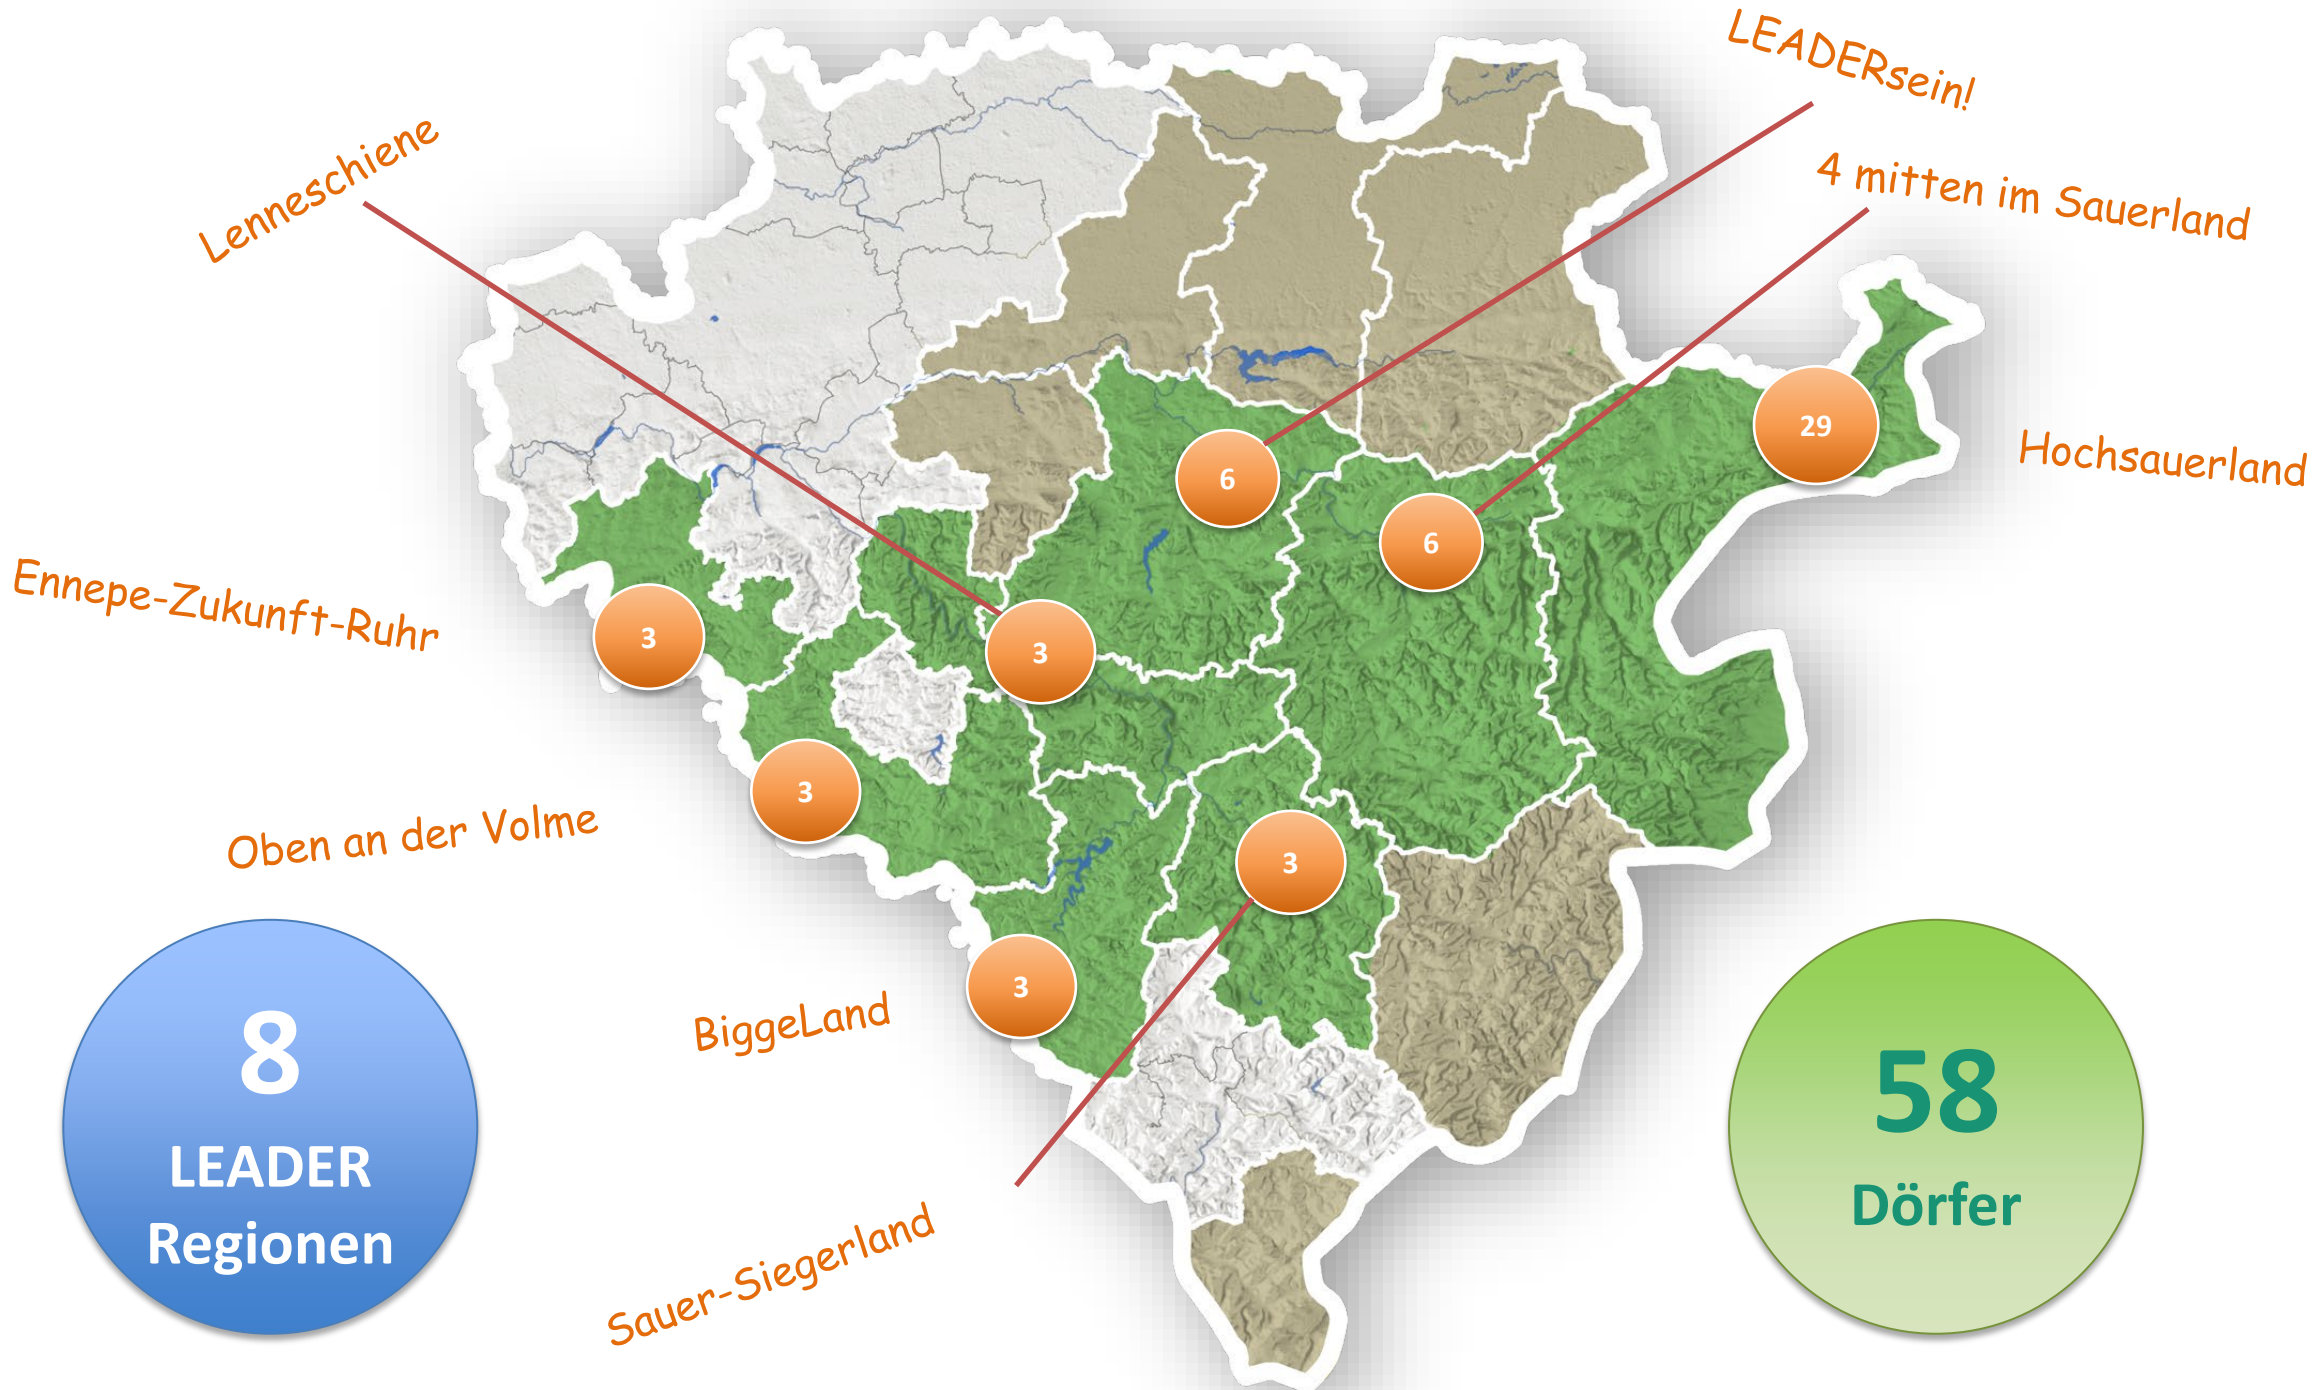 LEADERsein!
Lenneschiene
4 mitten im Sauerland
29
Hochsauerland
6
6
Ennepe-Zukunft-Ruhr
3
3
3
Oben an der Volme
3
BiggeLand
3
8
LEADER
Regionen
58
Dörfer
Sauer-Siegerland